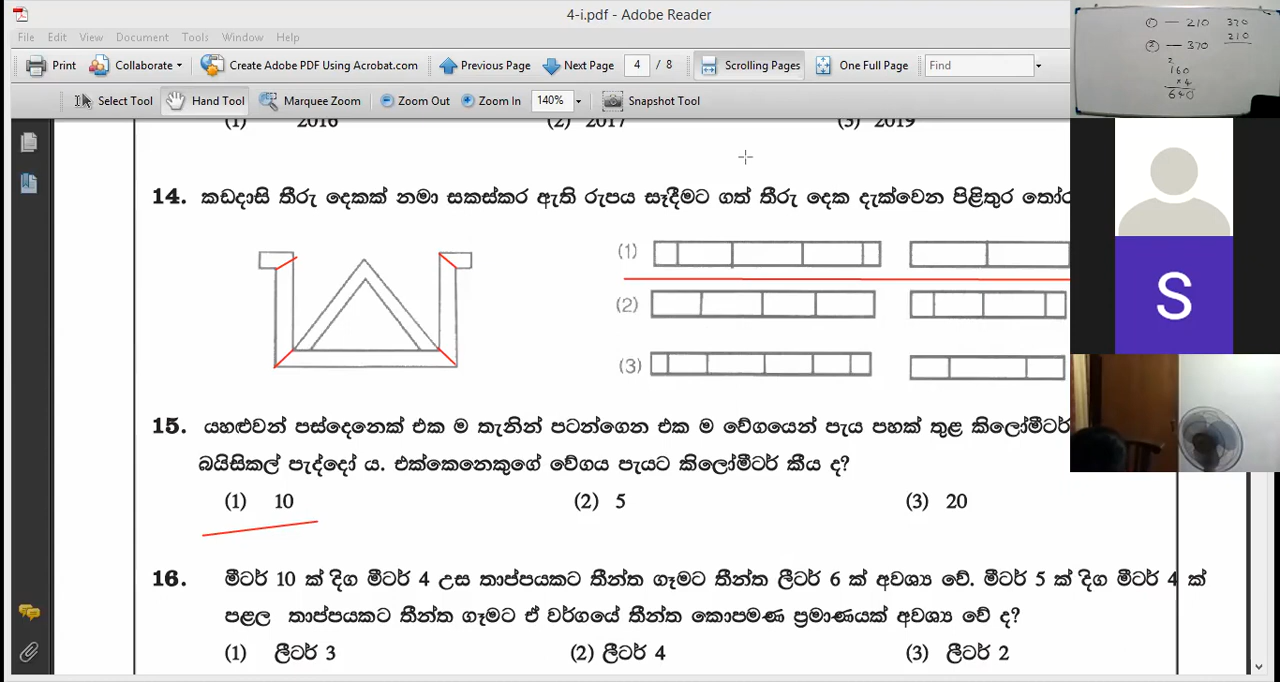 4-i.pdf - Adobe Reader
File Edit View Document Tools Window Help
Print Collaborate Create Adobe PDF Using Acrobat.com Previous Page Next Page 4 / 8 Scrolling Pages One Full Page Find
Select Tool Hand Tool Marquee Zoom Zoom Out Zoom In 140% Snapshot Tool
(1) 2016 (2) 2017 (3) 2019
14. කඩදාසි තීරු දෙකක් නමා සකස්කර ඇති රූපය සෑදීමට ගත් තීරු දෙක දැක්වෙන පිළිතුර තෝර
(1)
(2)
(3)
15. යහළුවන් පස්දෙනෙක් එක ම තැනින් පටන්ගෙන එක ම වේගයෙන් පැය පහක් තුළ කිලෝමීටර්
බයිසිකල් පැද්දෝ ය. එක්කෙනෙකුගේ වේගය පැයට කිලෝමීටර් කීය ද?
(1) 10 (2) 5 (3) 20
16. මීටර් 10 ක් දිග මීටර් 4 උස තාප්පයකට තීන්ත ගෑමට තීන්ත ලීටර් 6 ක් අවශ්‍ය වේ. මීටර් 5 ක් දිග මීටර් 4 ක්
පළල තාප්පයකට තීන්ත ගෑමට ඒ වර්ගයේ තීන්ත කොපමණ ප්‍රමාණයක් අවශ්‍ය වේ ද?
(1) ලීටර් 3 (2) ලීටර් 4 (3) ලීටර් 2
① — 210 370
210
② — 370
2
160
× 4
640
S